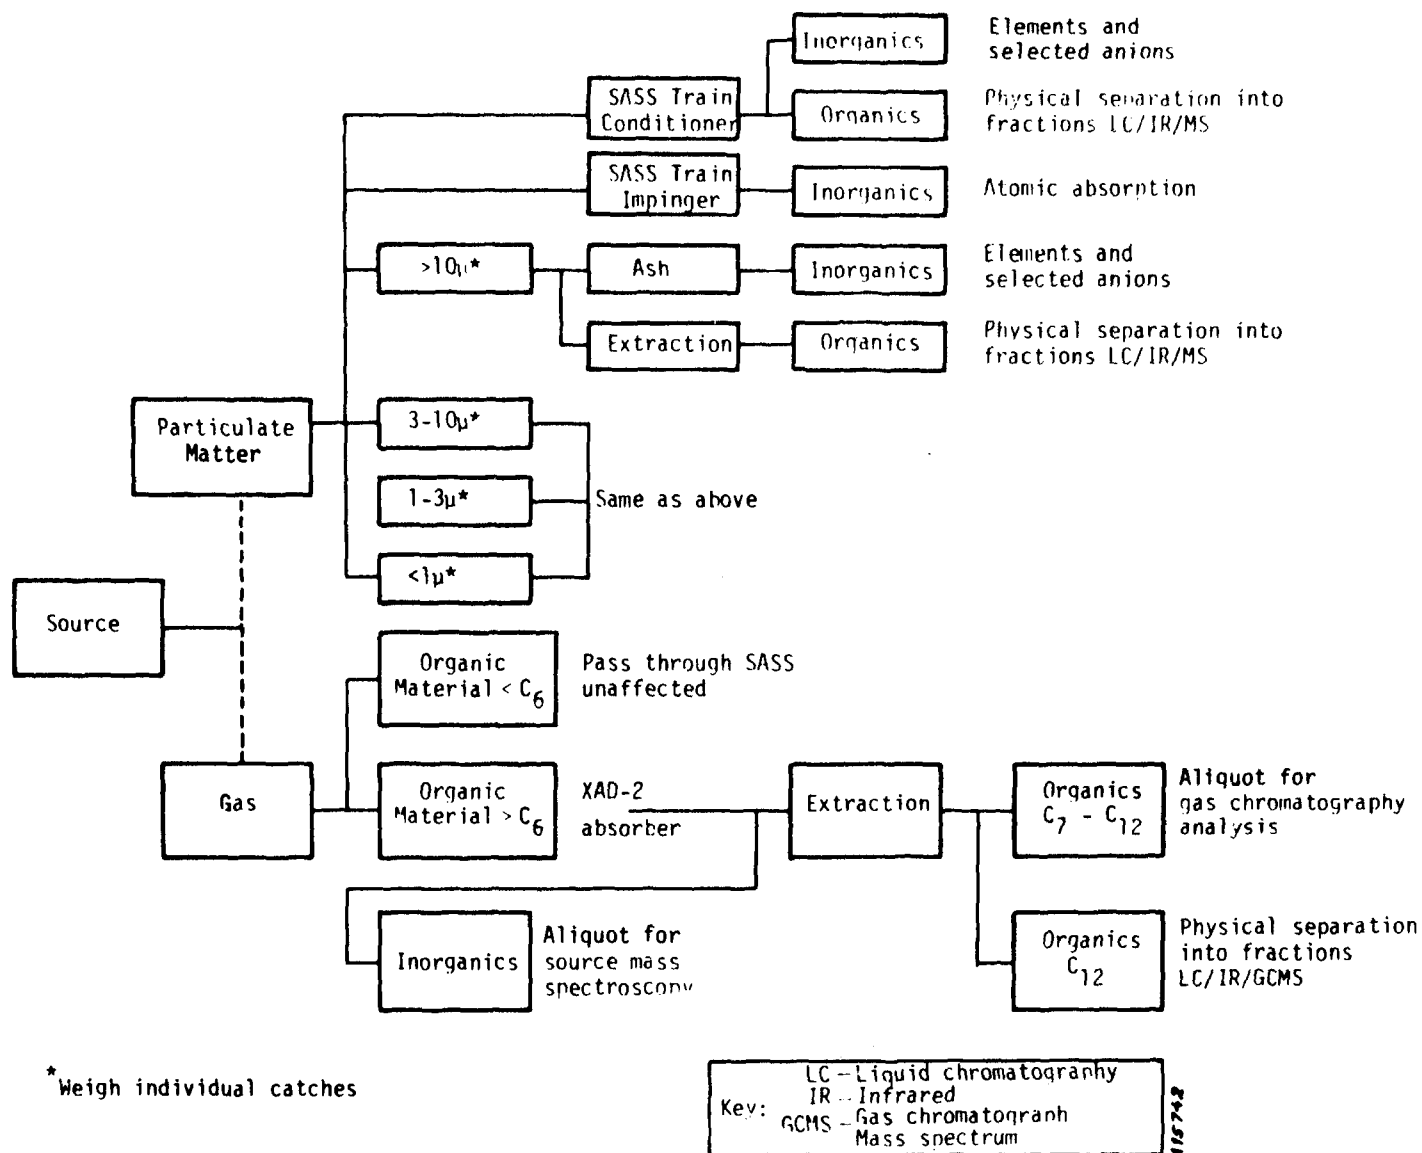 Inorganics
Elements and
selected anions
SASS Train
Conditioner
Organics
Physical separation into
fractions LC/IR/MS
SASS Train
Impinger
Inorganics
Atomic absorption
>10µ*
Ash
Inorganics
Elements and
selected anions
Extraction
Organics
Physical separation into
fractions LC/IR/MS
Particulate
Matter
3-10µ*
1-3µ*
Same as above
<1µ*
Source
Organic
Material < C6
Pass through SASS
unaffected
Gas
Organic
Material > C6
XAD-2
absorber
Extraction
Organics
C7 - C12
Aliquot for
gas chromatography
analysis
Inorganics
Aliquot for
source mass
spectroscopy
Organics
C12
Physical separation
into fractions
LC/IR/GCMS
*Weigh individual catches
Key:
LC - Liquid chromatography
IR - Infrared
GCMS - Gas chromatograph
Mass spectrum
115742